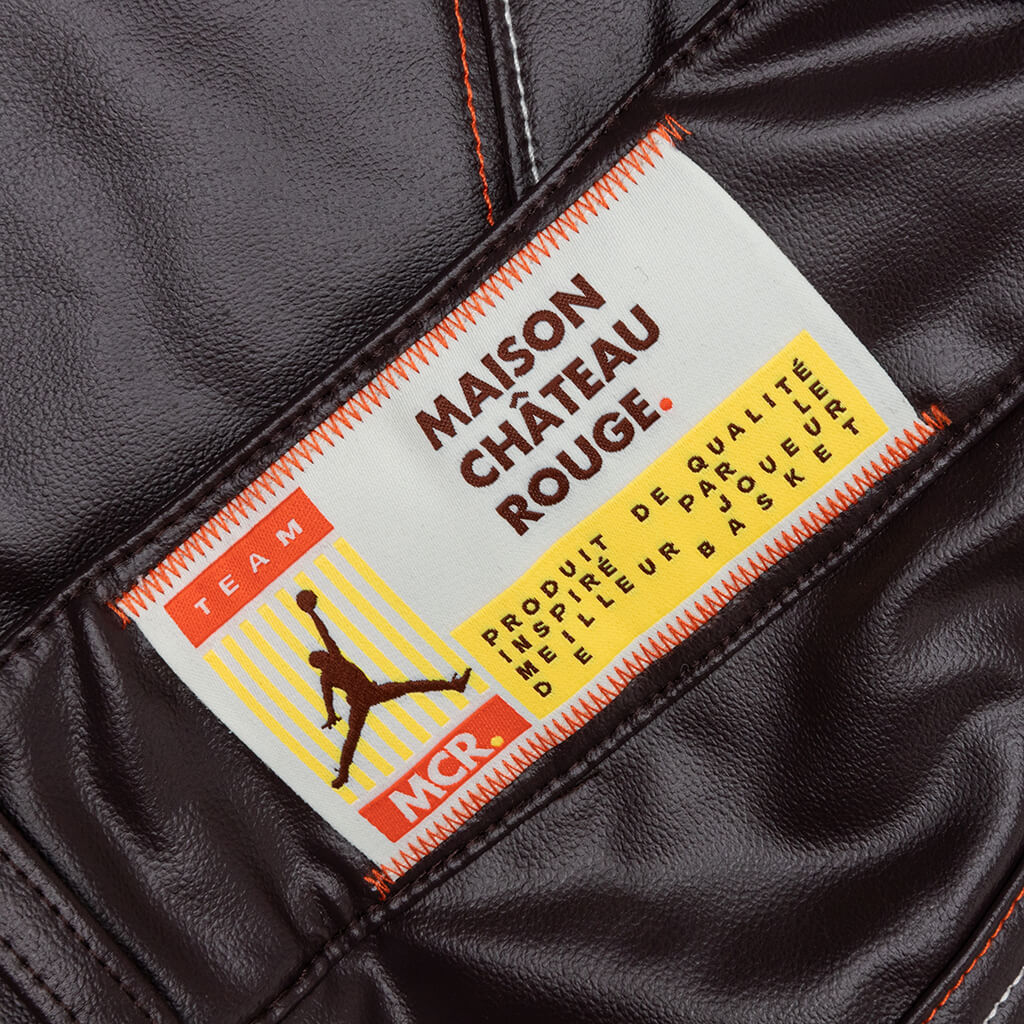 MAISON
CHÂTEAU
ROUGE.
TEAM
MCR.
PRODUIT DE QUALITÉ
INSPIRÉ PAR LE
MEILLEUR JOUEUR
DE BASKET